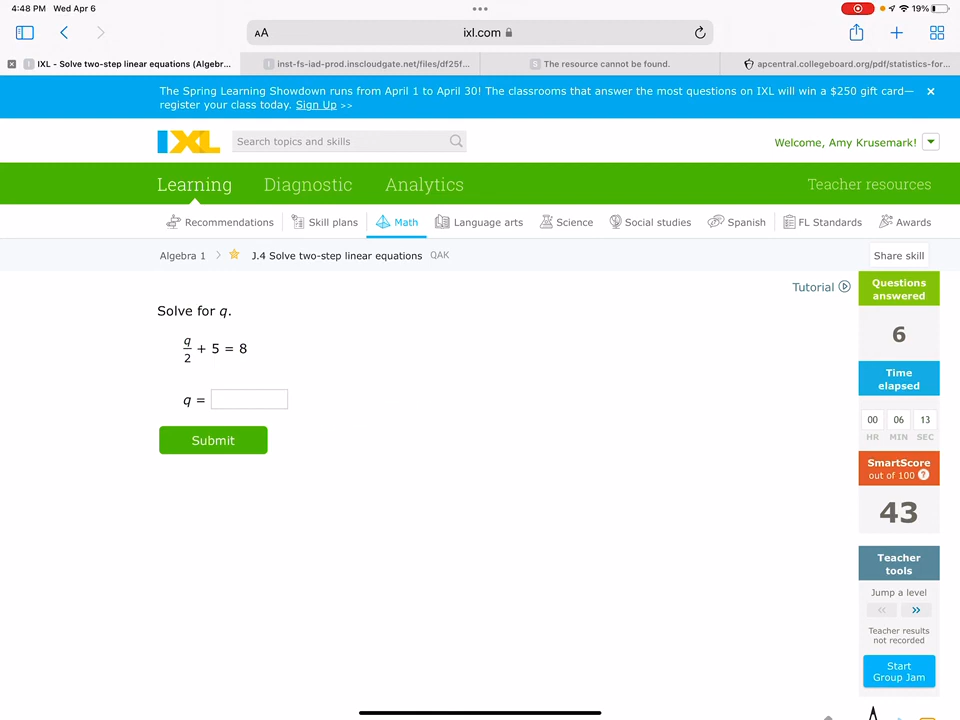 4:48 PM Wed Apr 6
19%
AA ixl.com
IXL - Solve two-step linear equations (Algebr...
inst-fs-iad-prod.inscloudgate.net/files/df25f...
The resource cannot be found.
apcentral.collegeboard.org/pdf/statistics-for...
The Spring Learning Showdown runs from April 1 to April 30! The classrooms that answer the most questions on IXL will win a $250 gift card—
register your class today. Sign Up >>
IXL
Search topics and skills
Welcome, Amy Krusemark!
Learning Diagnostic Analytics Teacher resources
Recommendations Skill plans Math Language arts Science Social studies Spanish FL Standards Awards
Algebra 1 > J.4 Solve two-step linear equations QAK
Share skill
Tutorial
Solve for q.
q/2 + 5 = 8
q =
Submit
Questions
answered
6
Time
elapsed
00 06 13
HR MIN SEC
SmartScore
out of 100 ?
43
Teacher
tools
Jump a level
<< >>
Teacher results
not recorded
Start
Group Jam